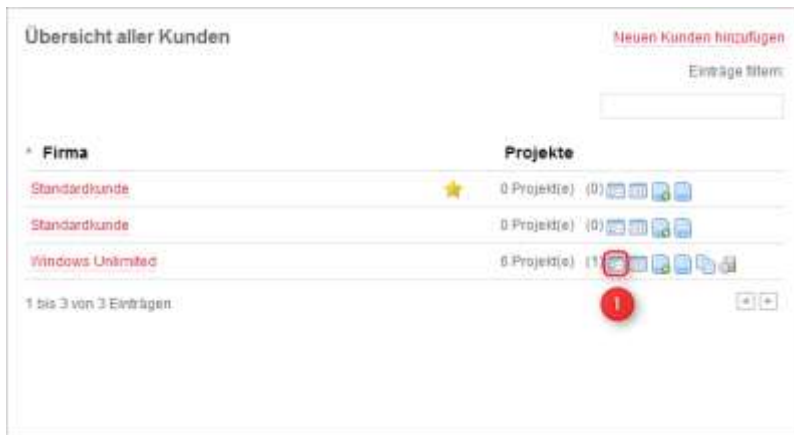 Übersicht aller Kunden
Neuen Kunden hinzufügen
Einträge filtern:
Firma Projekte
Standardkunde 0 Projekt(e) (0)
Standardkunde 0 Projekt(e) (0)
Windows Unlimited 6 Projekt(e) (1)
1
1 bis 3 von 3 Einträgen